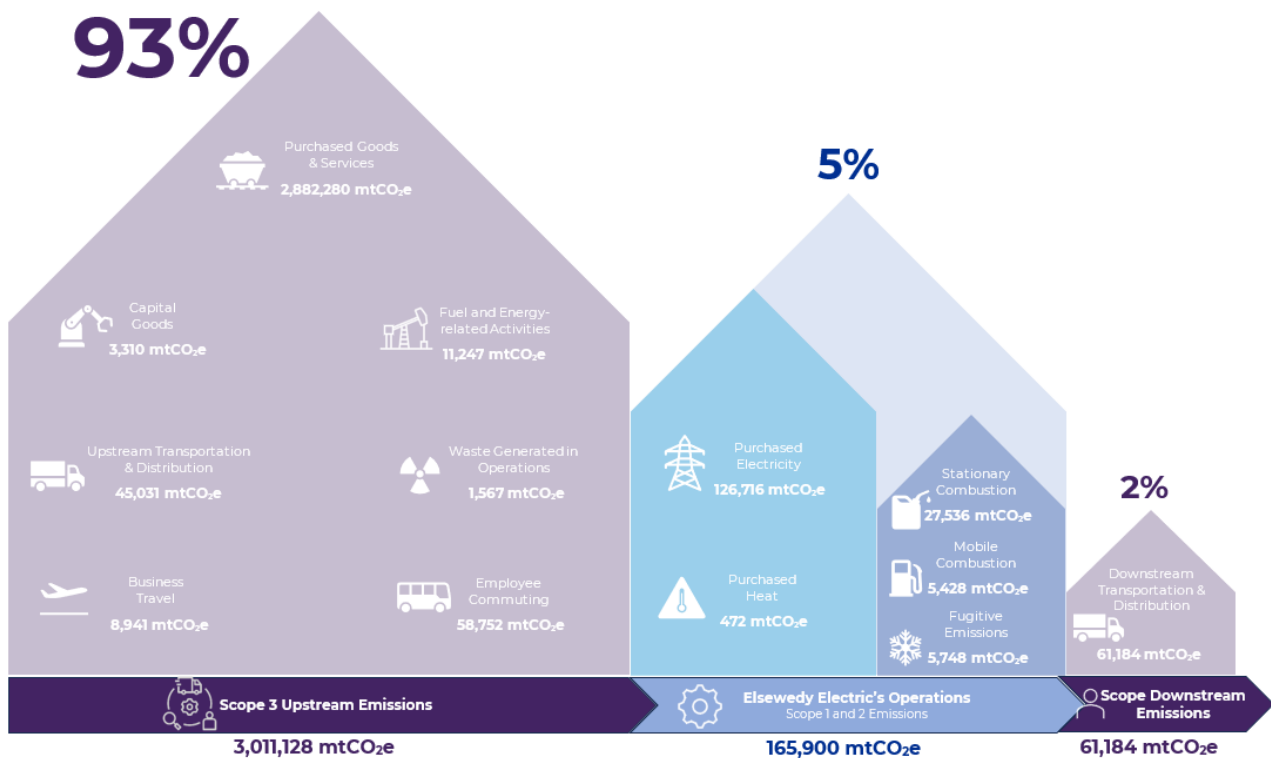 93%
Purchased Goods
& Services
2,882,280 mtCO₂e
Capital
Goods
3,310 mtCO₂e
Fuel and Energy-
related Activities
11,247 mtCO₂e
Upstream Transportation
& Distribution
45,031 mtCO₂e
Waste Generated in
Operations
1,567 mtCO₂e
Business
Travel
8,941 mtCO₂e
Employee
Commuting
58,752 mtCO₂e
5%
Purchased
Electricity
126,716 mtCO₂e
Purchased
Heat
472 mtCO₂e
Stationary
Combustion
27,536 mtCO₂e
Mobile
Combustion
5,428 mtCO₂e
Fugitive
Emissions
5,748 mtCO₂e
2%
Downstream
Transportation &
Distribution
61,184 mtCO₂e
Scope 3 Upstream Emissions
3,011,128 mtCO₂e
Elsewedy Electric's Operations
Scope 1 and 2 Emissions
165,900 mtCO₂e
Scope Downstream
Emissions
61,184 mtCO₂e